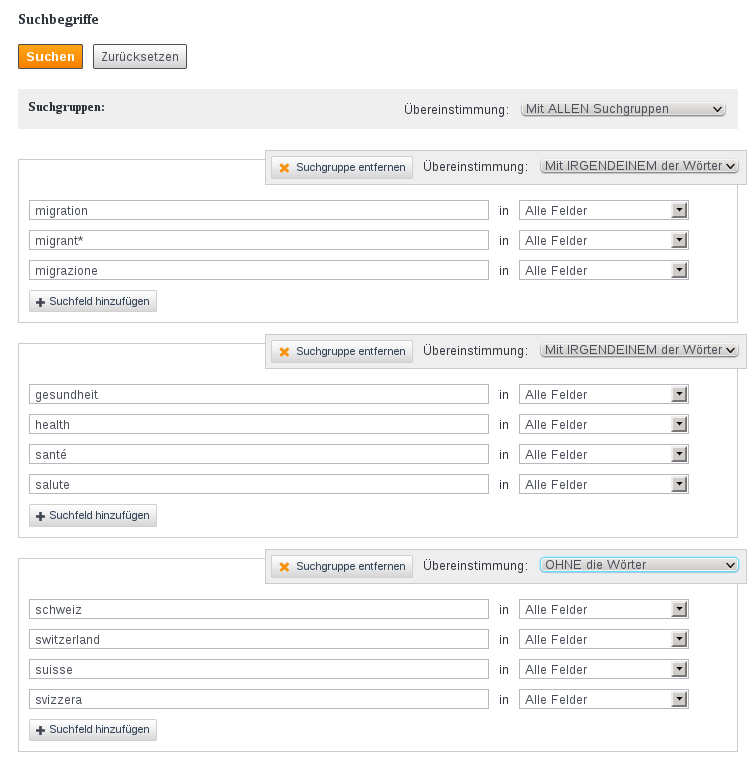 Suchbegriffe
Suchen Zurücksetzen
Suchgruppen: Übereinstimmung: Mit ALLEN Suchgruppen
Suchgruppe entfernen Übereinstimmung: Mit IRGENDEINEM der Wörter
migration in Alle Felder
migrant* in Alle Felder
migrazione in Alle Felder
Suchfeld hinzufügen
Suchgruppe entfernen Übereinstimmung: Mit IRGENDEINEM der Wörter
gesundheit in Alle Felder
health in Alle Felder
santé in Alle Felder
salute in Alle Felder
Suchfeld hinzufügen
Suchgruppe entfernen Übereinstimmung: OHNE die Wörter
schweiz in Alle Felder
switzerland in Alle Felder
suisse in Alle Felder
svizzera in Alle Felder
Suchfeld hinzufügen